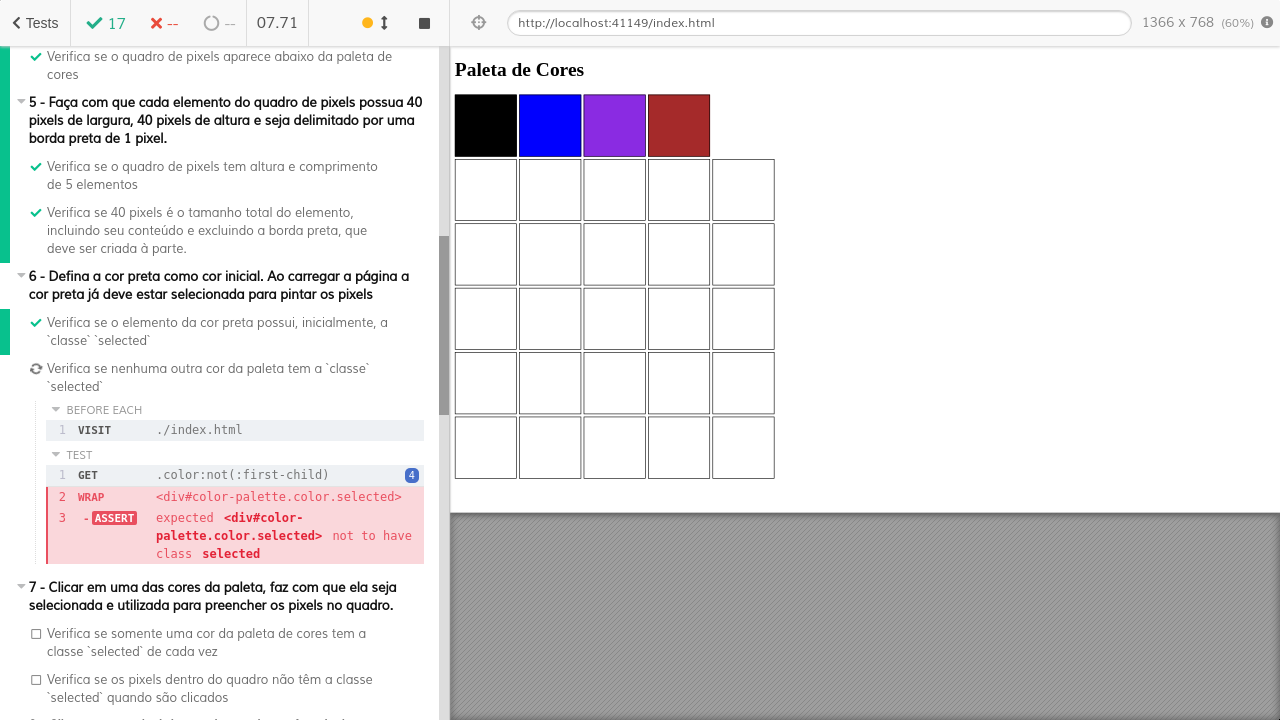 Tests 17 -- -- 07.71 http://localhost:41149/index.html 1366 x 768 (60%)
Verifica se o quadro de pixels aparece abaixo da paleta de
cores
5 - Faça com que cada elemento do quadro de pixels possua 40
pixels de largura, 40 pixels de altura e seja delimitado por uma
borda preta de 1 pixel.
Verifica se o quadro de pixels tem altura e comprimento
de 5 elementos
Verifica se 40 pixels é o tamanho total do elemento,
incluindo seu conteúdo e excluindo a borda preta, que
deve ser criada à parte.
6 - Defina a cor preta como cor inicial. Ao carregar a página a
cor preta já deve estar selecionada para pintar os pixels
Verifica se o elemento da cor preta possui, inicialmente, a
`classe` `selected`
Verifica se nenhuma outra cor da paleta tem a `classe`
`selected`
BEFORE EACH
1 VISIT ./index.html
TEST
1 GET .color:not(:first-child) 4
2 WRAP <div#color-palette.color.selected>
3 - ASSERT expected <div#color-
palette.color.selected> not to have
class selected
7 - Clicar em uma das cores da paleta, faz com que ela seja
selecionada e utilizada para preencher os pixels no quadro.
Verifica se somente uma cor da paleta de cores tem a
classe `selected` de cada vez
Verifica se os pixels dentro do quadro não têm a classe
`selected` quando são clicados
Paleta de Cores